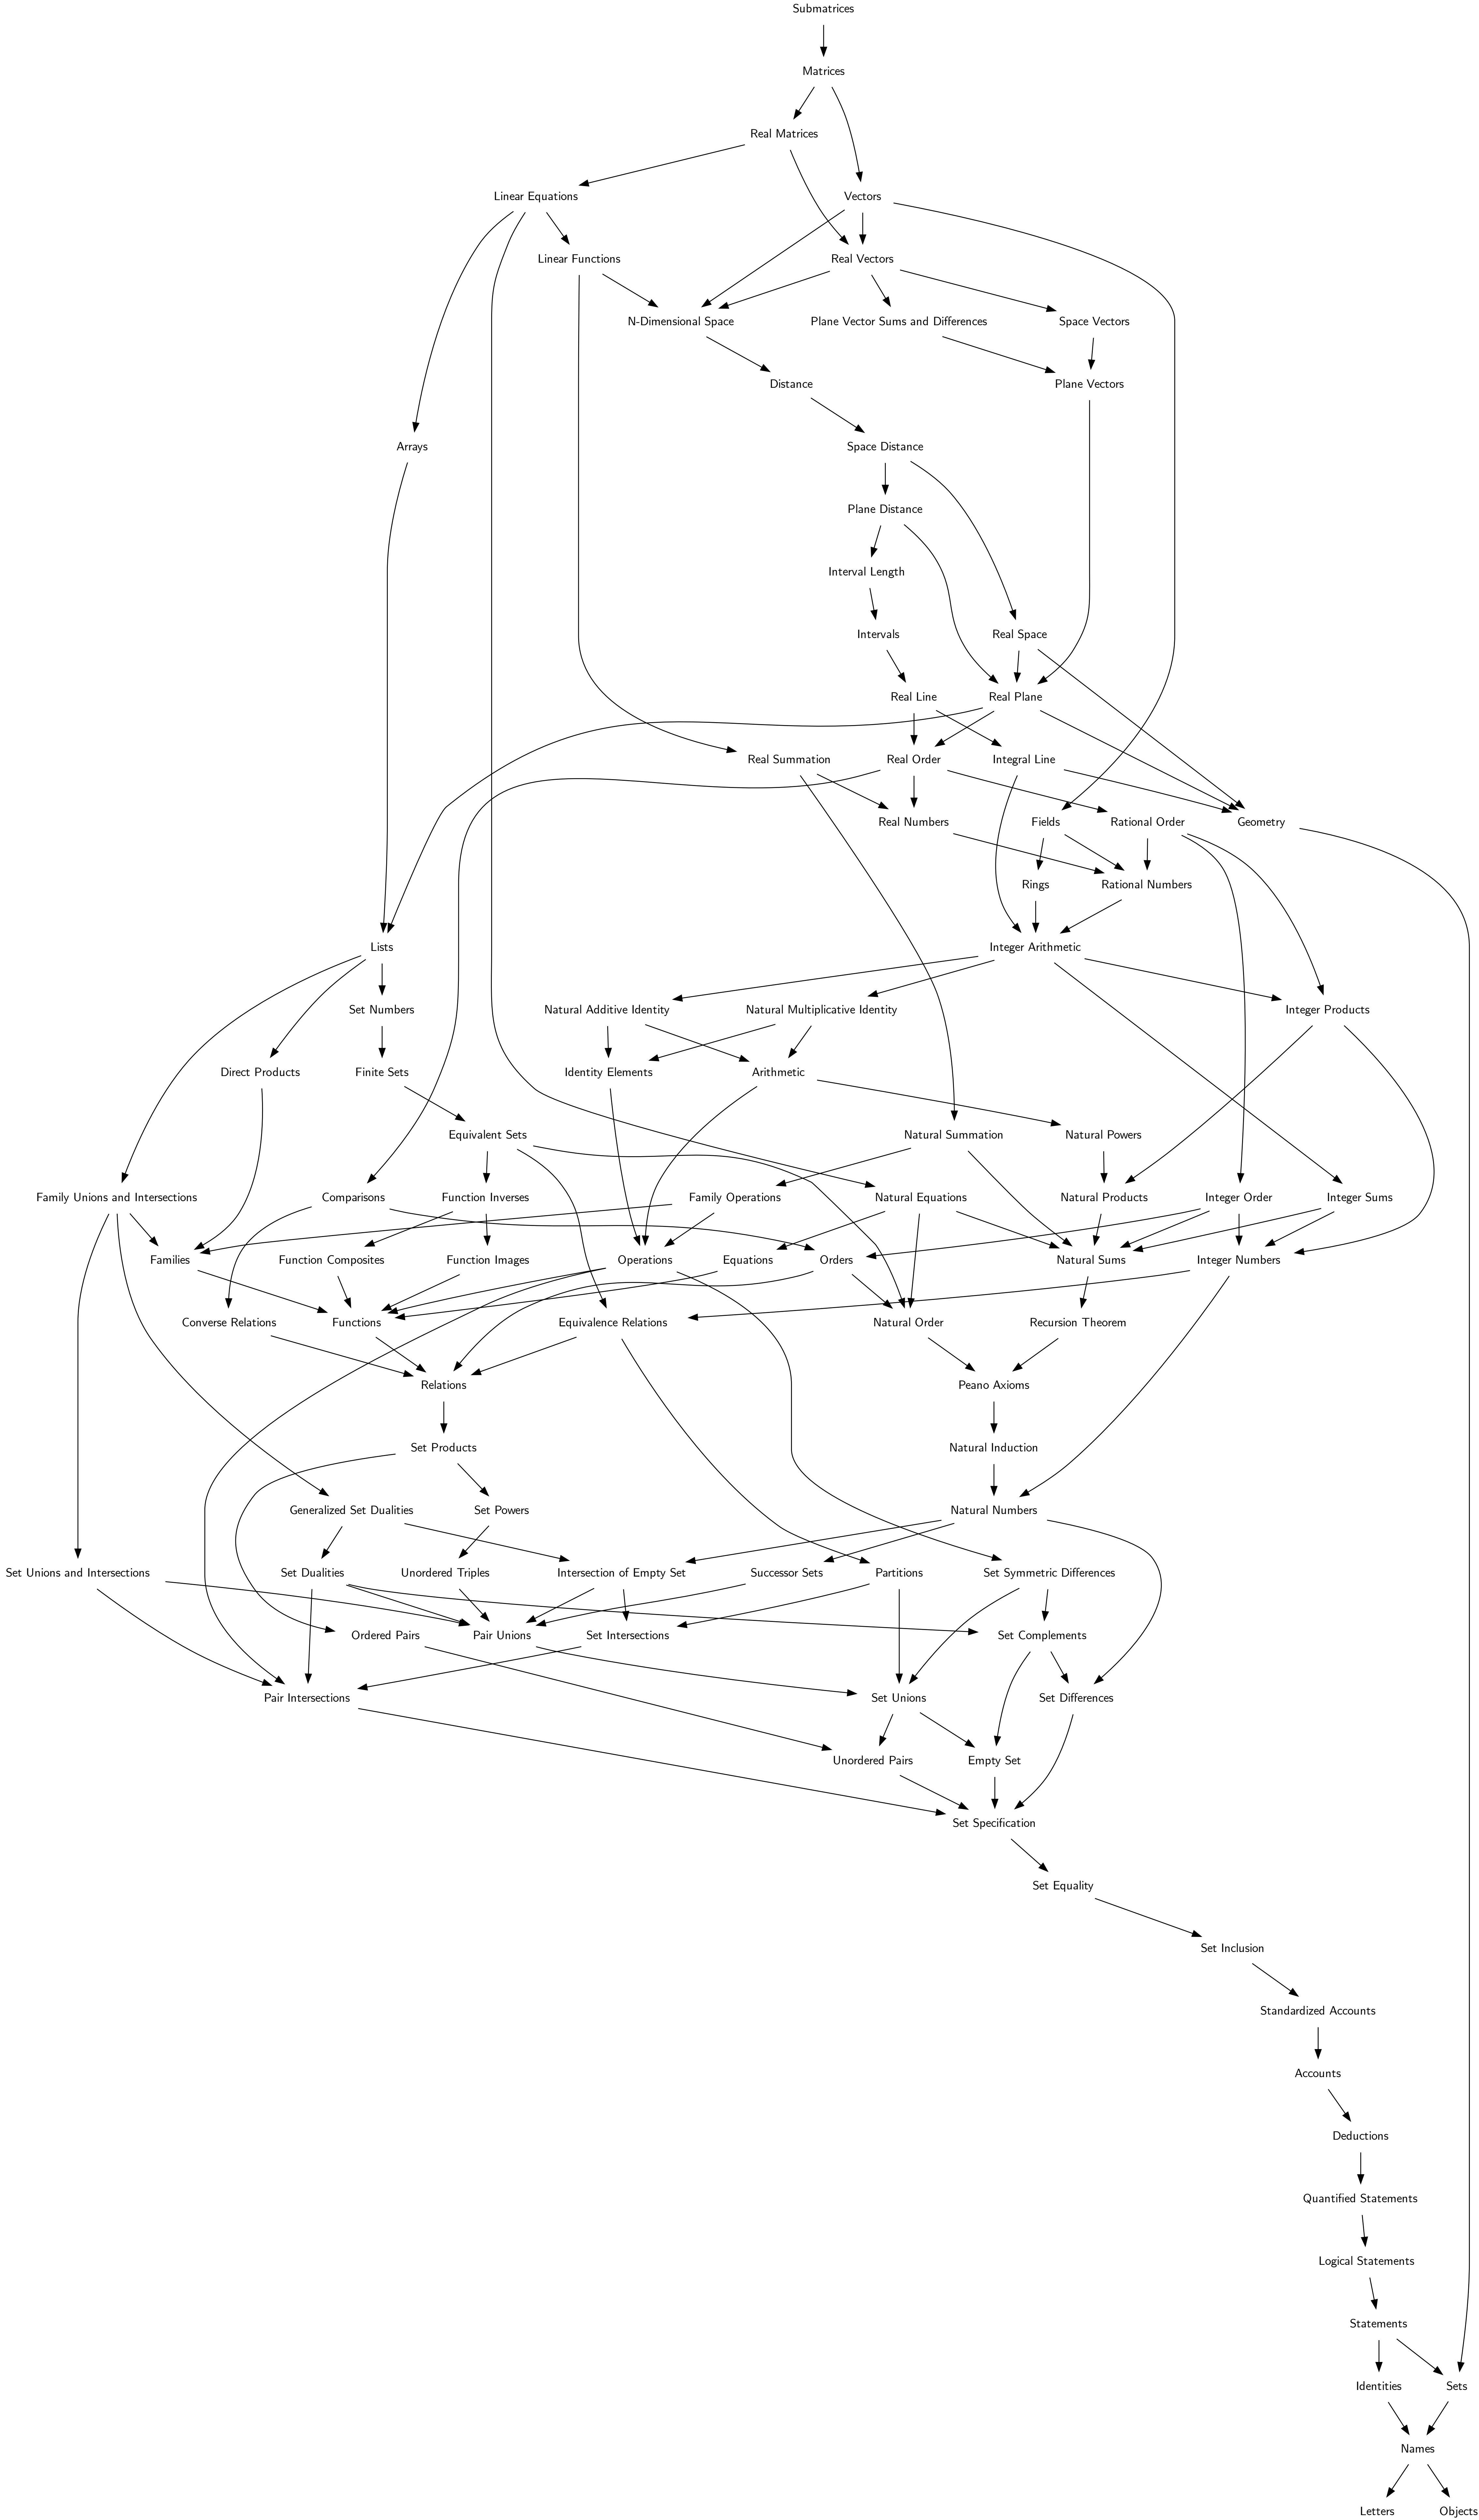 Submatrices
Matrices
Real Matrices
Linear Equations
Vectors
Linear Functions
Real Vectors
N-Dimensional Space
Plane Vector Sums and Differences
Space Vectors
Distance
Plane Vectors
Arrays
Space Distance
Plane Distance
Interval Length
Intervals
Real Space
Real Line
Real Plane
Real Summation
Real Order
Integral Line
Real Numbers
Fields
Rational Order
Geometry
Rings
Rational Numbers
Lists
Integer Arithmetic
Set Numbers
Natural Additive Identity
Natural Multiplicative Identity
Integer Products
Direct Products
Finite Sets
Identity Elements
Arithmetic
Equivalent Sets
Natural Summation
Natural Powers
Family Unions and Intersections
Comparisons
Function Inverses
Family Operations
Natural Equations
Natural Products
Integer Order
Integer Sums
Families
Function Composites
Function Images
Operations
Equations
Orders
Natural Sums
Integer Numbers
Converse Relations
Functions
Equivalence Relations
Natural Order
Recursion Theorem
Relations
Peano Axioms
Set Products
Natural Induction
Generalized Set Dualities
Set Powers
Natural Numbers
Set Unions and Intersections
Set Dualities
Unordered Triples
Intersection of Empty Set
Successor Sets
Partitions
Set Symmetric Differences
Ordered Pairs
Pair Unions
Set Intersections
Set Complements
Pair Intersections
Set Unions
Set Differences
Unordered Pairs
Empty Set
Set Specification
Set Equality
Set Inclusion
Standardized Accounts
Accounts
Deductions
Quantified Statements
Logical Statements
Statements
Identities
Sets
Names
Letters
Objects